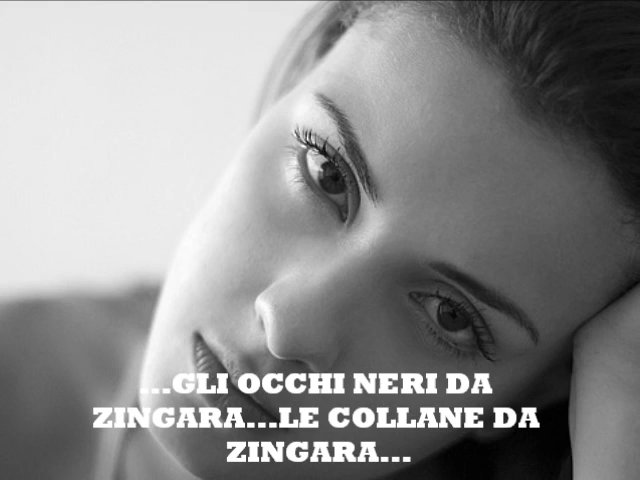 ...GLI OCCHI NERI DA
ZINGARA...LE COLLANE DA
ZINGARA...